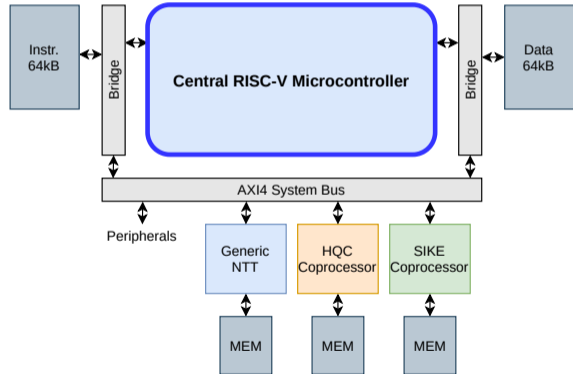 Instr.
64kB
Bridge
Central RISC-V Microcontroller
Bridge
Data
64kB
AXI4 System Bus
Peripherals
Generic
NTT
HQC
Coprocessor
SIKE
Coprocessor
MEM
MEM
MEM